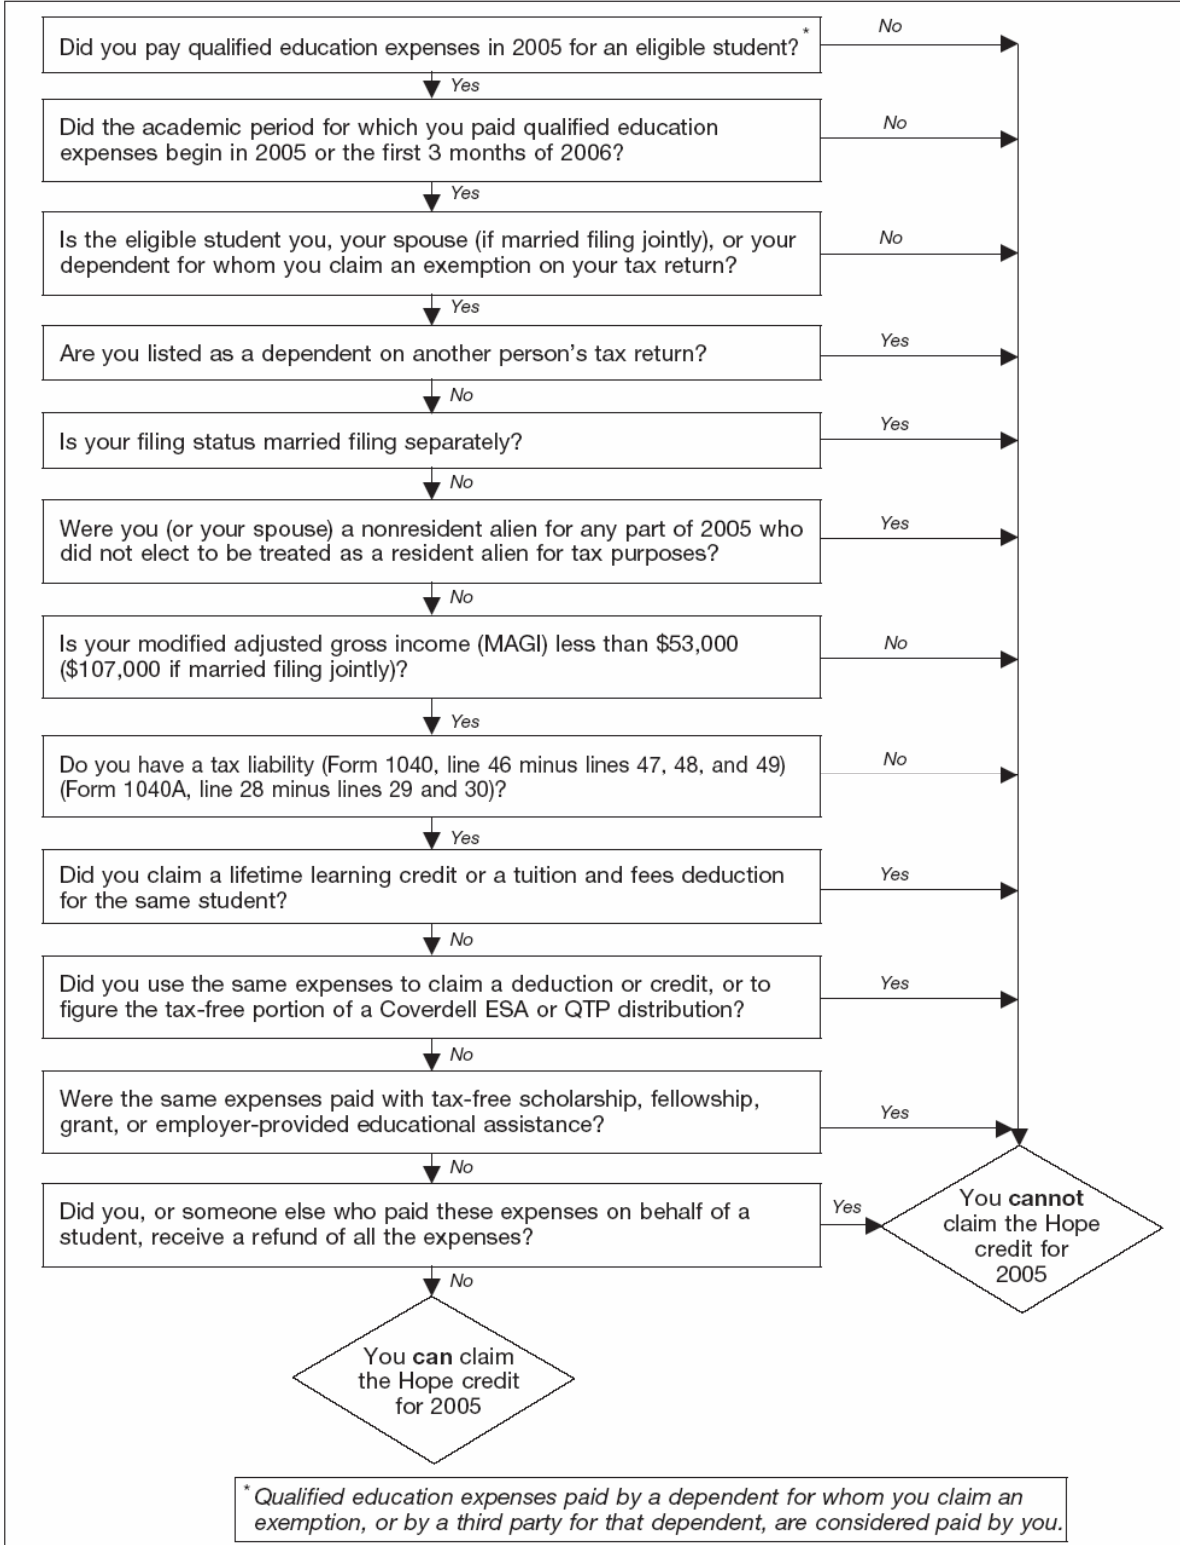 Did you pay qualified education expenses in 2005 for an eligible student?*
No
Yes
Did the academic period for which you paid qualified education
expenses begin in 2005 or the first 3 months of 2006?
No
Yes
Is the eligible student you, your spouse (if married filing jointly), or your
dependent for whom you claim an exemption on your tax return?
No
Yes
Are you listed as a dependent on another person's tax return?
Yes
No
Is your filing status married filing separately?
Yes
No
Were you (or your spouse) a nonresident alien for any part of 2005 who
did not elect to be treated as a resident alien for tax purposes?
Yes
No
Is your modified adjusted gross income (MAGI) less than $53,000
($107,000 if married filing jointly)?
No
Yes
Do you have a tax liability (Form 1040, line 46 minus lines 47, 48, and 49)
(Form 1040A, line 28 minus lines 29 and 30)?
No
Yes
Did you claim a lifetime learning credit or a tuition and fees deduction
for the same student?
Yes
No
Did you use the same expenses to claim a deduction or credit, or to
figure the tax-free portion of a Coverdell ESA or QTP distribution?
Yes
No
Were the same expenses paid with tax-free scholarship, fellowship,
grant, or employer-provided educational assistance?
Yes
No
Did you, or someone else who paid these expenses on behalf of a
student, receive a refund of all the expenses?
Yes
You cannot
claim the Hope
credit for
2005
No
You can claim
the Hope credit
for 2005
* Qualified education expenses paid by a dependent for whom you claim an
exemption, or by a third party for that dependent, are considered paid by you.